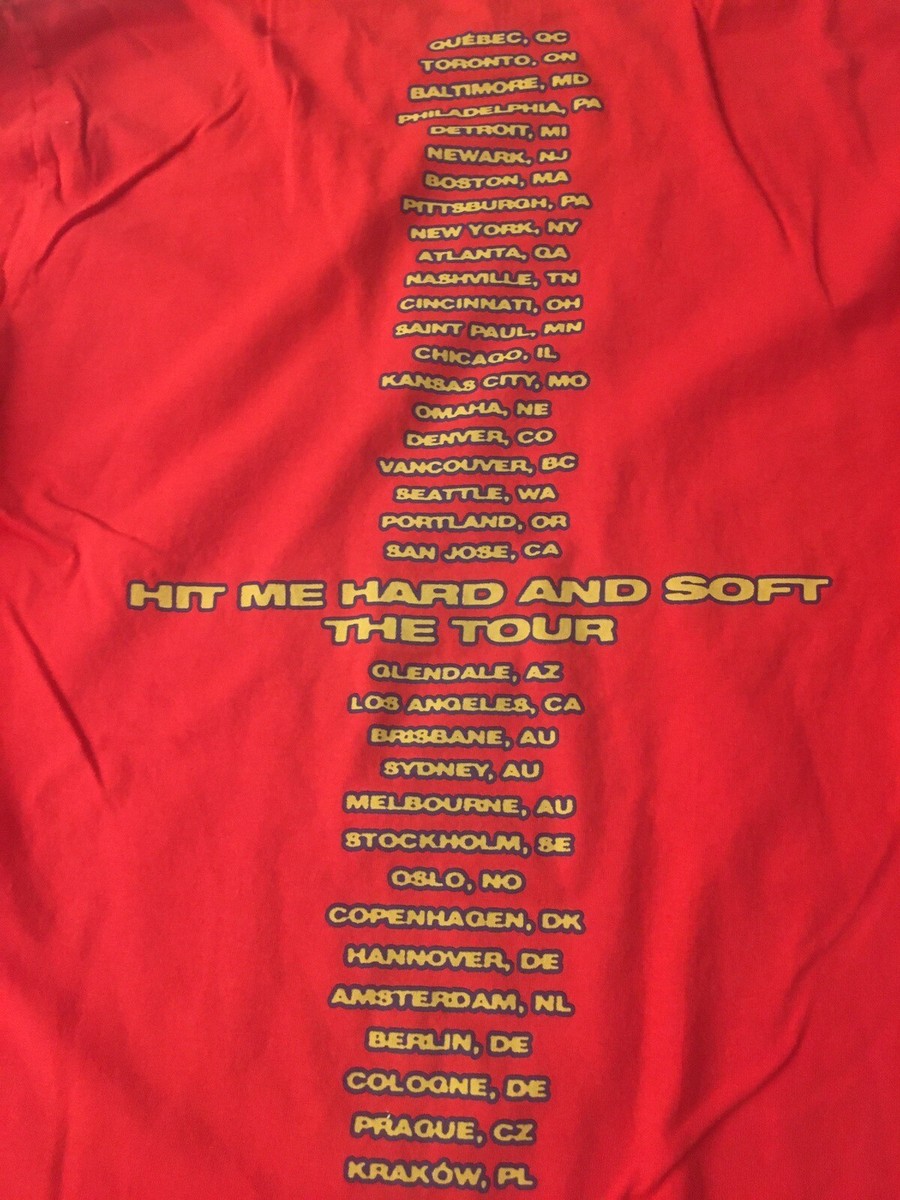 QUÉBEC, QC
TORONTO, ON
BALTIMORE, MD
PHILADELPHIA, PA
DETROIT, MI
NEWARK, NJ
BOSTON, MA
PITTSBURGH, PA
NEW YORK, NY
ATLANTA, GA
NASHVILLE, TN
CINCINNATI, OH
SAINT PAUL, MN
CHICAGO, IL
KANSAS CITY, MO
OMAHA, NE
DENVER, CO
VANCOUVER, BC
SEATTLE, WA
PORTLAND, OR
SAN JOSE, CA
HIT ME HARD AND SOFT
THE TOUR
GLENDALE, AZ
LOS ANGELES, CA
BRISBANE, AU
SYDNEY, AU
MELBOURNE, AU
STOCKHOLM, SE
OSLO, NO
COPENHAGEN, DK
HANNOVER, DE
AMSTERDAM, NL
BERLIN, DE
COLOGNE, DE
PRAGUE, CZ
KRAKÓW, PL